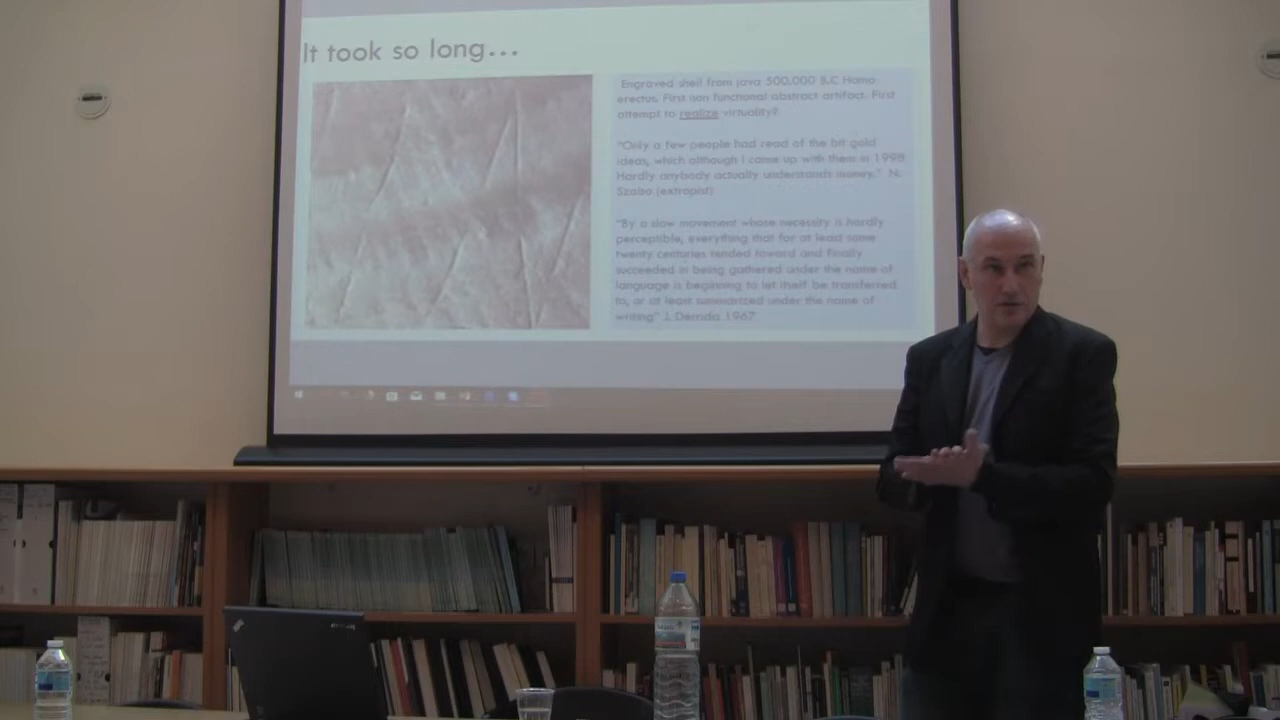 It took so long...
Engraved shell from java 500.000 B.C Homo
erectus. First non functional abstract artifact. First
attempt to realize virtuality?
"Only a few people had read of the bit gold
ideas, which although I came up with them in 1998
Hardly anybody actually understands money." N.
Szabo (extropist)
"By a slow movement whose necessity is hardly
perceptible, everything that for at least some
twenty centuries tended toward and finally
succeeded in being gathered under the name of
language is beginning to let itself be transferred
to, or at least summarized under the name of
writing" J. Derrida 1967